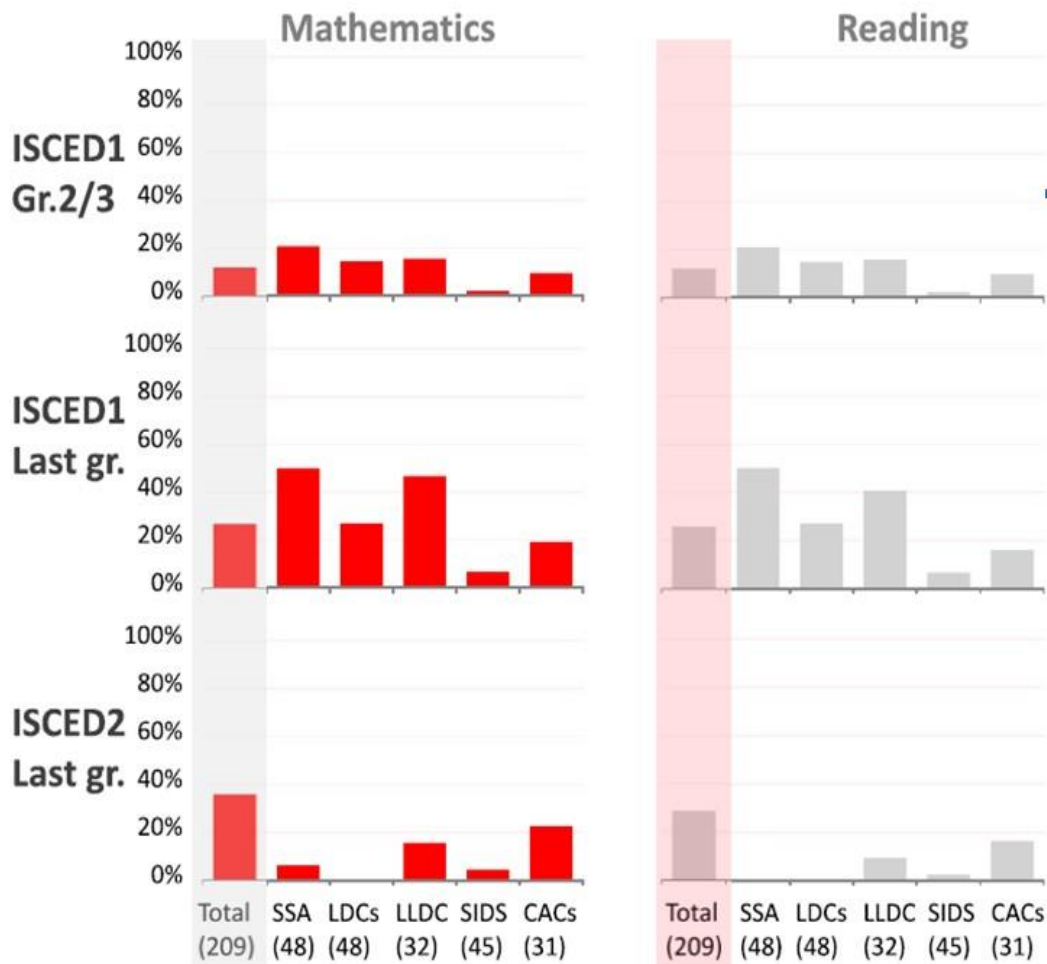 Mathematics
Reading
ISCED1
Gr.2/3
100%
80%
60%
40%
20%
0%
ISCED1
Last gr.
100%
80%
60%
40%
20%
0%
ISCED2
Last gr.
100%
80%
60%
40%
20%
0%
Total SSA LDCs LLDC SIDS CACs
(209) (48) (48) (32) (45) (31)
Total SSA LDCs LLDC SIDS CACs
(209) (48) (48) (32) (45) (31)